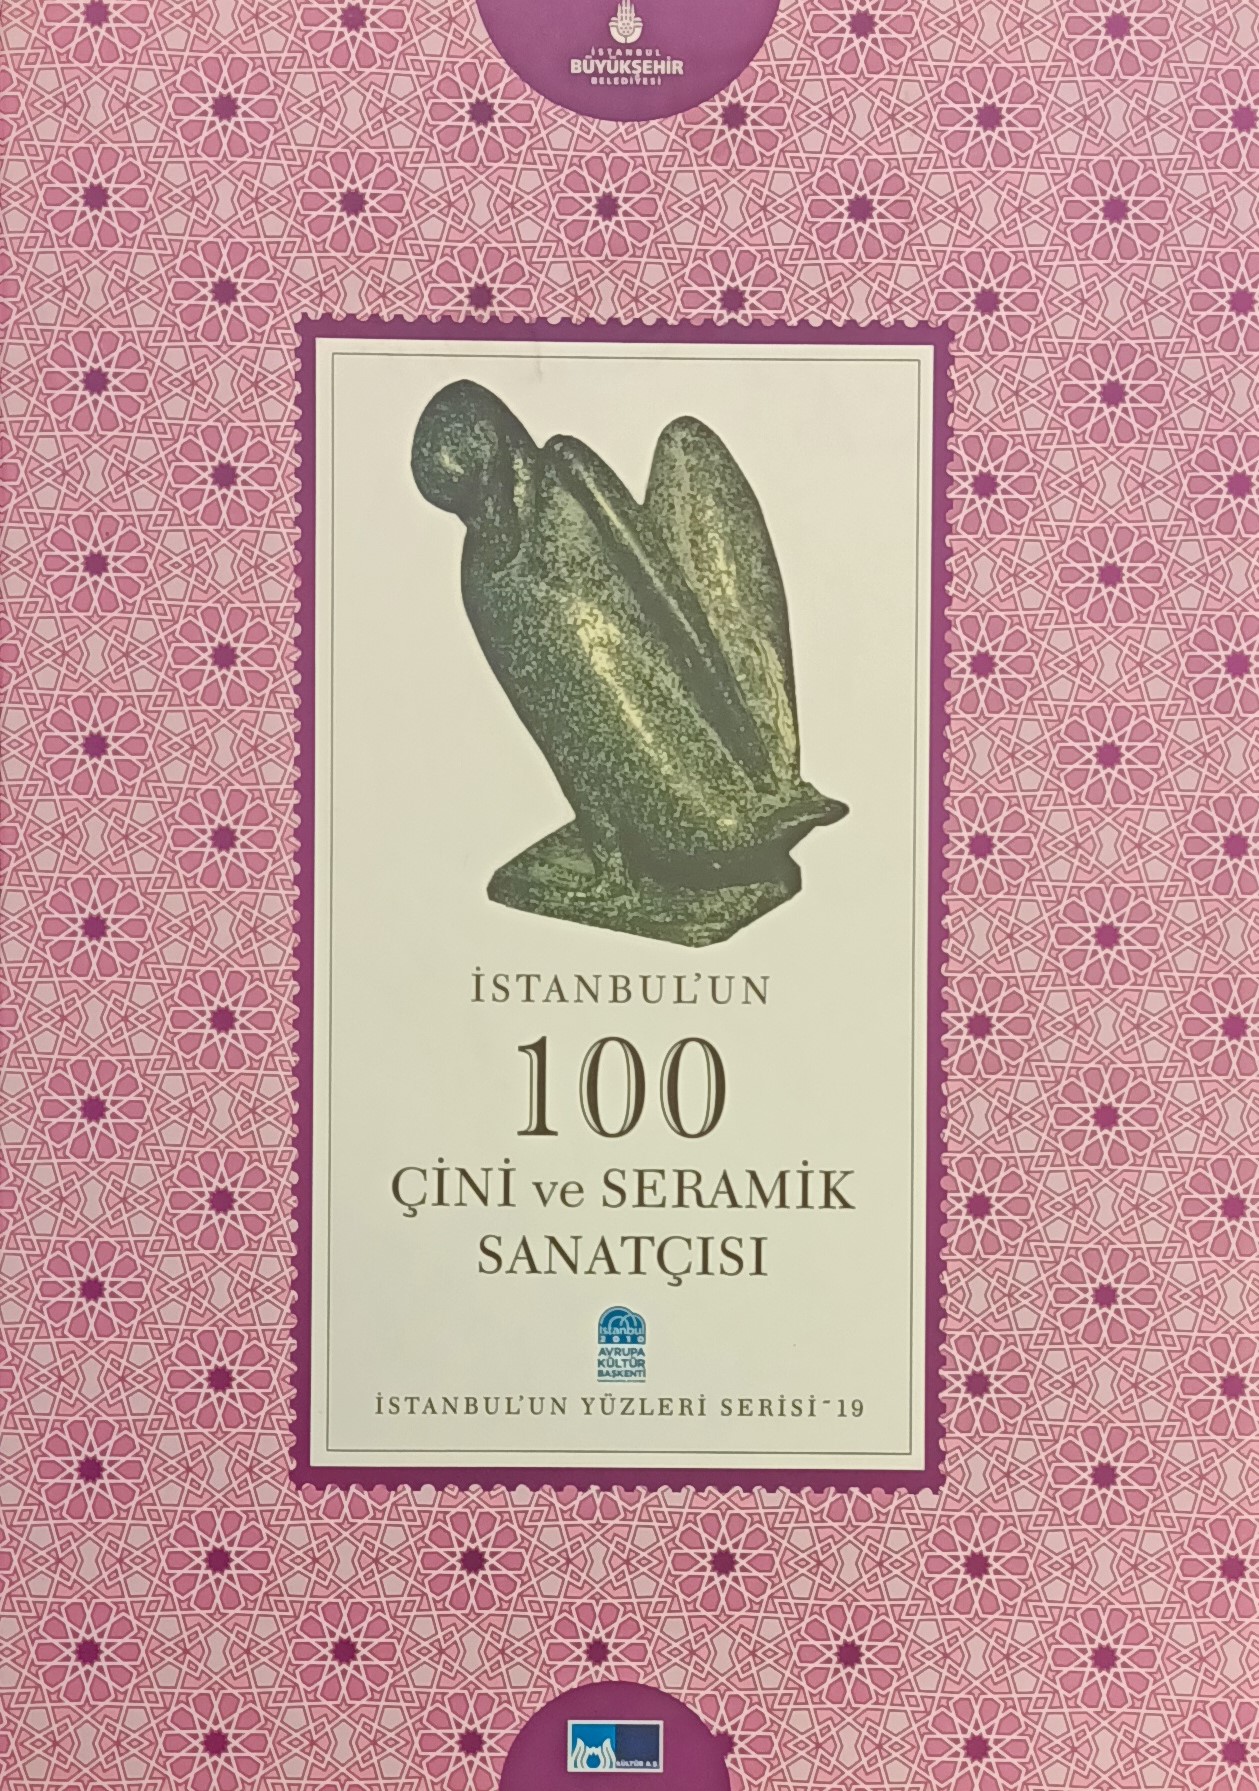 İSTANBUL
BÜYÜKŞEHİR
BELEDİYESİ
İSTANBUL'UN
100
ÇİNİ ve SERAMİK
SANATÇISI
istanbul
2010
AVRUPA
KÜLTÜR
BAŞKENTİ
İSTANBUL'UN YÜZLERİ SERİSİ-19
KÜLTÜR A.Ş.